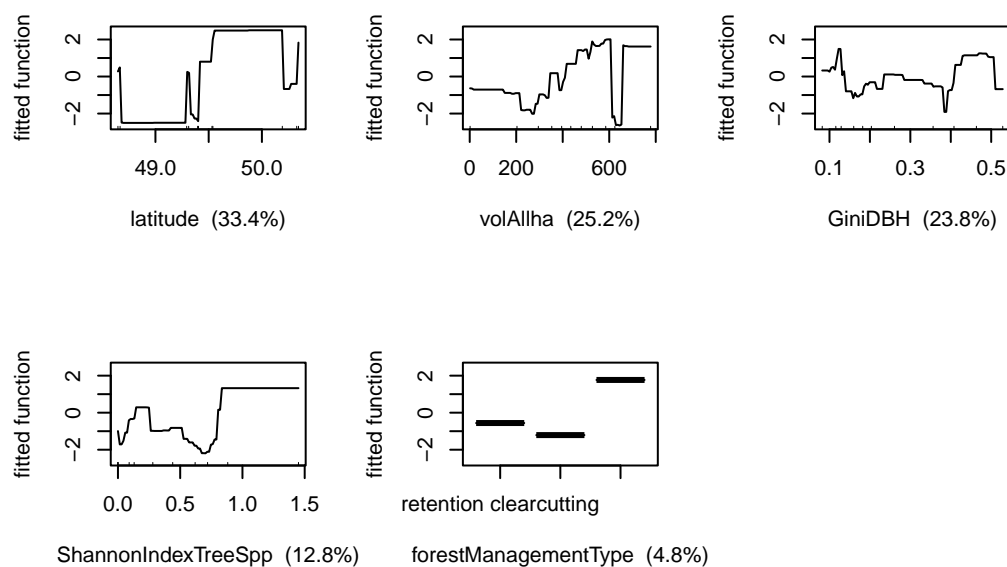 fitted function
2
0
−2
49.0 50.0
latitude (33.4%)
fitted function
2
0
−2
0 200 600
volAllha (25.2%)
fitted function
2
0
−2
0.1 0.3 0.5
GiniDBH (23.8%)
fitted function
2
0
−2
0.0 0.5 1.0 1.5
ShannonIndexTreeSpp (12.8%)
fitted function
2
0
−2
retention clearcutting
forestManagementType (4.8%)